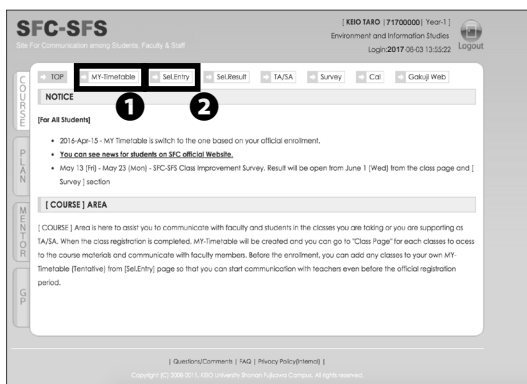 SFC-SFS
Site For Communication among Students, Faculty & Staff
[ KEIO TARO | 71700000 | Year-1 ]
Environment and Information Studies
Login:2017-08-03 13:55:22
Logout
TOP
MY-Timetable
Sel.Entry
Sel.Result
TA/SA
Survey
Cal
Gakuji Web
1
2
COURSE
PLAN
MENTOR
GP
NOTICE
[For All Students]
• 2016-Apr-15 - MY Timetable is switch to the one based on your official enrollment.
• You can see news for students on SFC official Website.
• May 13 (Fri) - May 23 (Mon) - SFC-SFS Class Improvement Survey. Result will be open from June 1 (Wed) from the class page and [
Survey ] section
[ COURSE ] AREA
[ COURSE ] Area is here to assist you to communicate with faculty and students in the classes you are taking or you are supporting as
TA/SA. When the class registration is completed, MY-Timetable will be created and you can go to "Class Page" for each classes to acess
to the course materials and communicate with faculty members. Before the enrollment, you can add any classes to your own MY-
Timetable [Tentative] from [Sel.Entry] page so that you can start communication with teachers even before the official registration
period.
| Questions/Comments | FAQ | Privacy Policy(Internal) |
Copyright (C) 2008-2011, KEIO University Shonan Fujisawa Campus, All rights reserved.